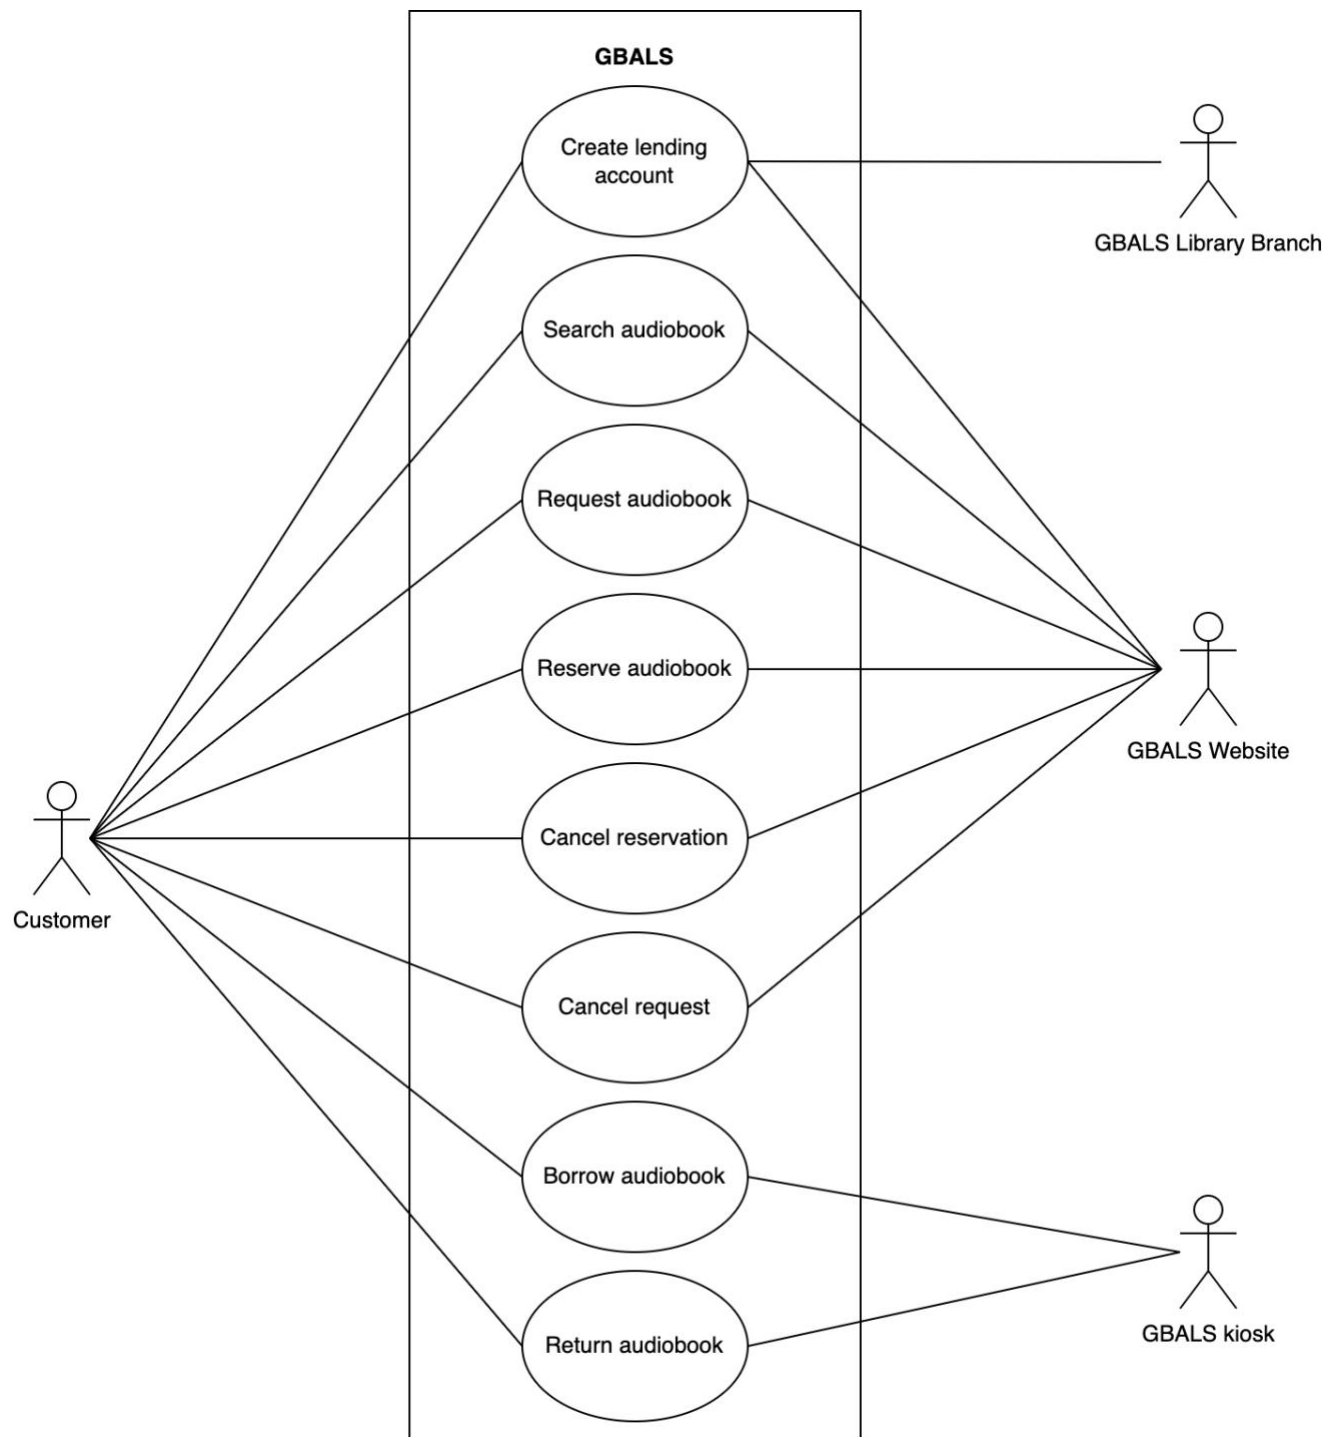 GBALS
Create lending
account
GBALS Library Branch
Search audiobook
Request audiobook
Reserve audiobook
GBALS Website
Cancel reservation
Customer
Cancel request
Borrow audiobook
GBALS kiosk
Return audiobook